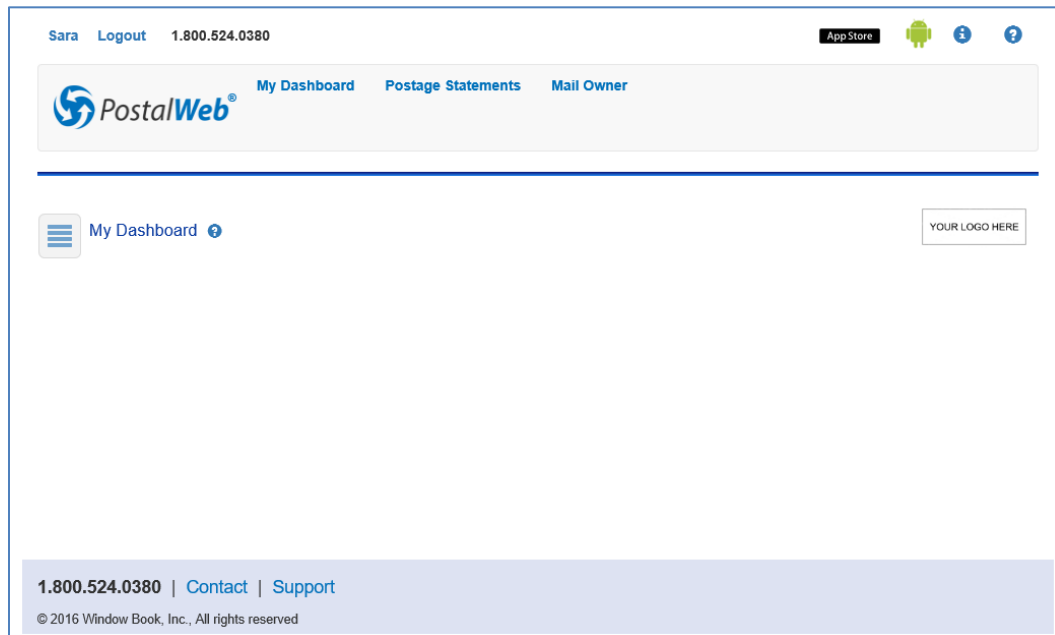 Sara Logout 1.800.524.0380 App Store
PostalWeb® My Dashboard Postage Statements Mail Owner
My Dashboard YOUR LOGO HERE
1.800.524.0380 | Contact | Support
© 2016 Window Book, Inc., All rights reserved